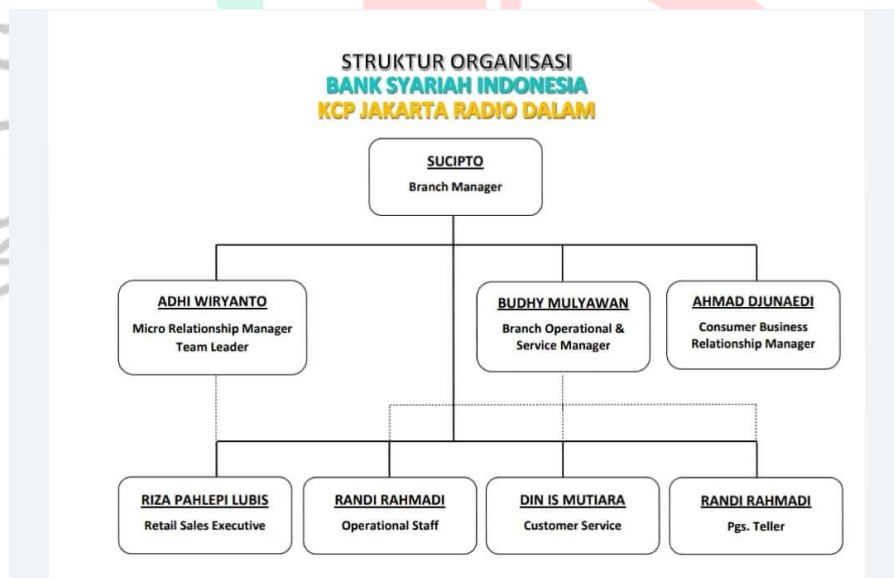 STRUKTUR ORGANISASI
BANK SYARIAH INDONESIA
KCP JAKARTA RADIO DALAM
SUCIPTO
Branch Manager
ADHI WIRYANTO
Micro Relationship Manager
Team Leader
BUDHY MULYAWAN
Branch Operational &
Service Manager
AHMAD DJUNAEDI
Consumer Business
Relationship Manager
RIZA PAHLEPI LUBIS
Retail Sales Executive
RANDI RAHMADI
Operational Staff
DIN IS MUTIARA
Customer Service
RANDI RAHMADI
Pgs. Teller